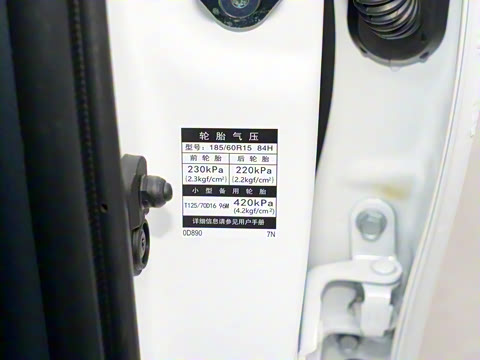 轮胎气压
型号：185/60R15 84H
前轮胎 后轮胎
230kPa 220kPa
(2.3kgf/cm²) (2.2kgf/cm²)
小型备用轮胎
T125/70D16 96M 420kPa
(4.2kgf/cm²)
详细信息请参见用户手册
0D890 7N